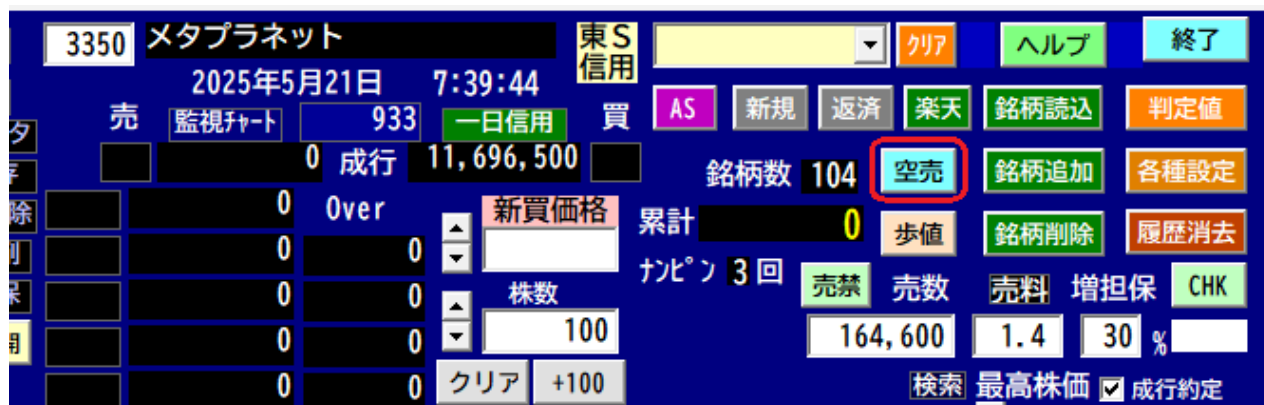 3350 メタプラネット 東S ｸﾘｱ ヘルプ 終了
信用
2025年5月21日 7:39:44
売 監視ﾁｬｰﾄ 933 一日信用 買 AS 新規 返済 楽天 銘柄読込 判定値
タ
0 成行 11,696,500 銘柄数 104 空売 銘柄追加 各種設定
除 0 Over 新買価格 累計 0 歩値 銘柄削除 履歴消去
0 0
ﾅﾝﾋﾟﾝ 3 回 売禁 売数 売料 増担保 CHK
0 0 株数
0 0 100 164,600 1.4 30 %
0 0 クリア +100 検索 最高株価 成行約定